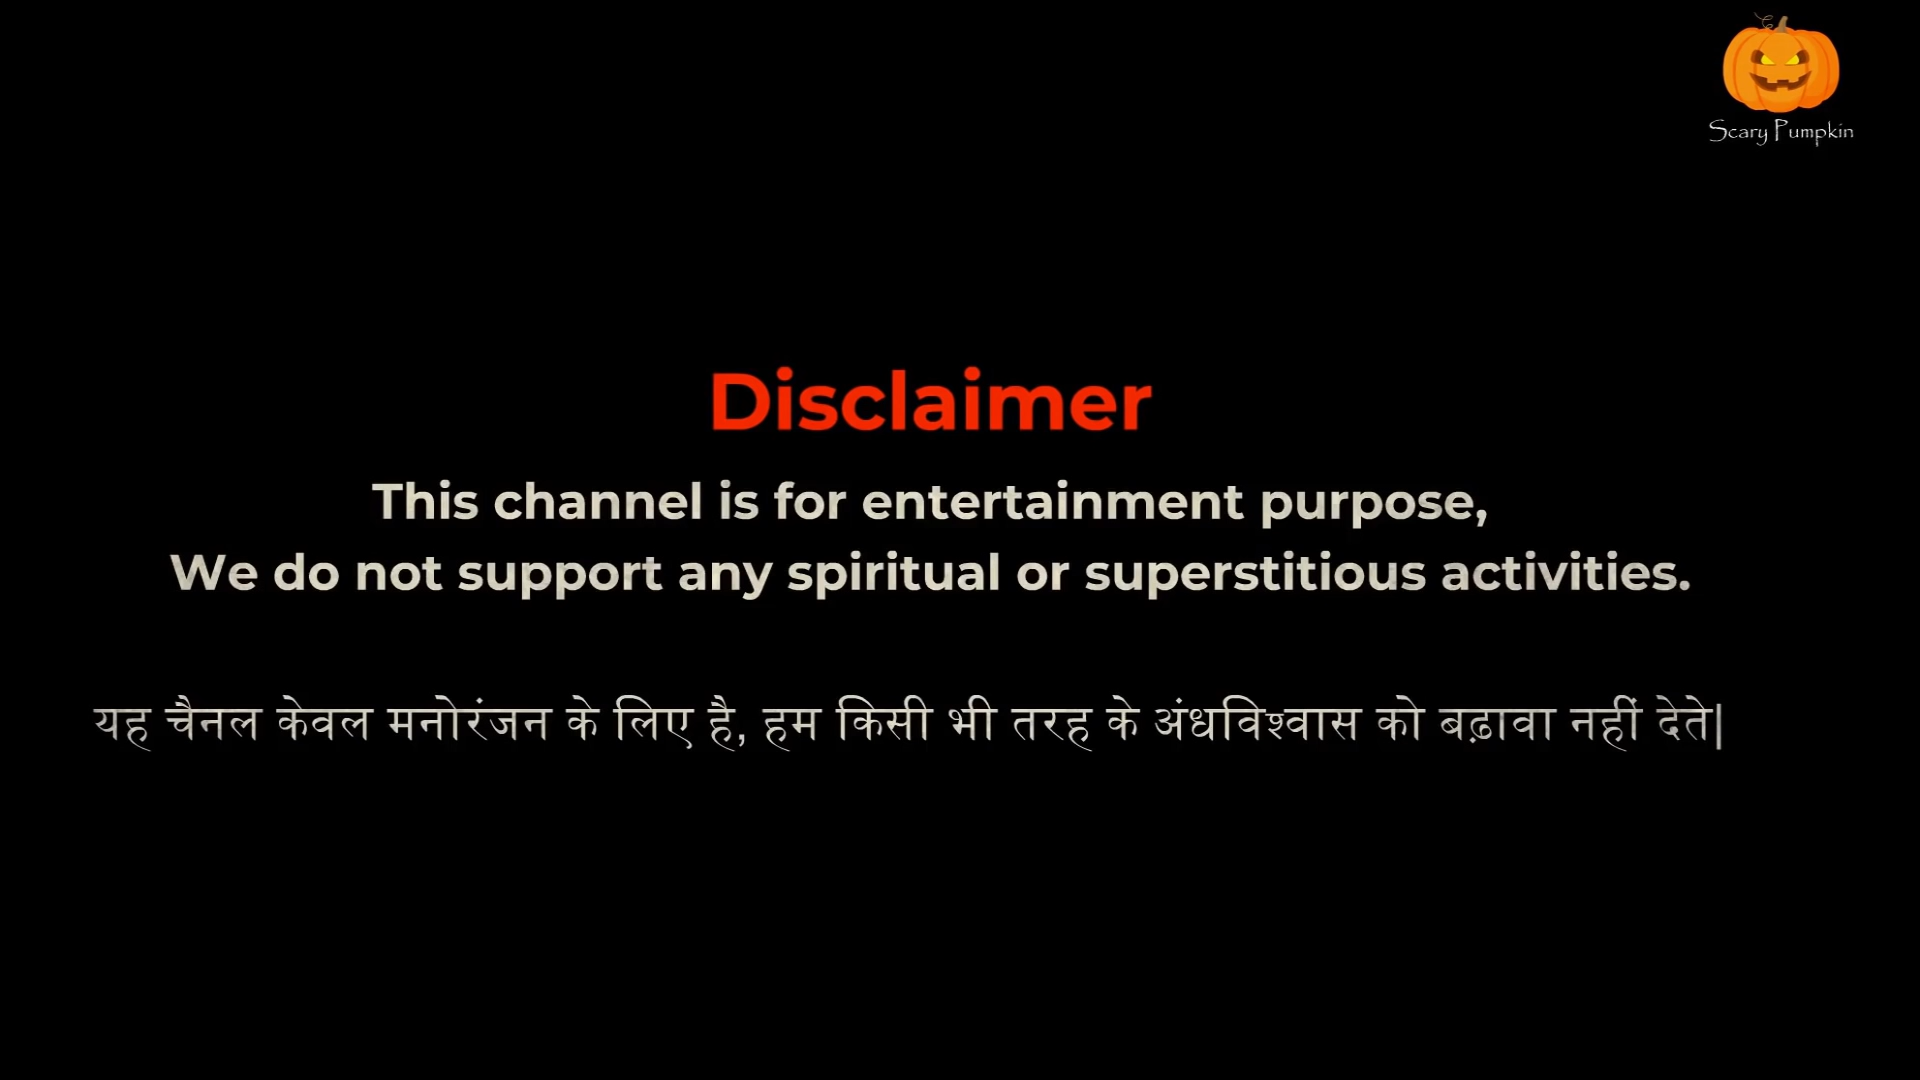 Scary Pumpkin
Disclaimer
This channel is for entertainment purpose,
We do not support any spiritual or superstitious activities.
यह चैनल केवल मनोरंजन के लिए है, हम किसी भी तरह के अंधविश्वास को बढ़ावा नहीं देते|